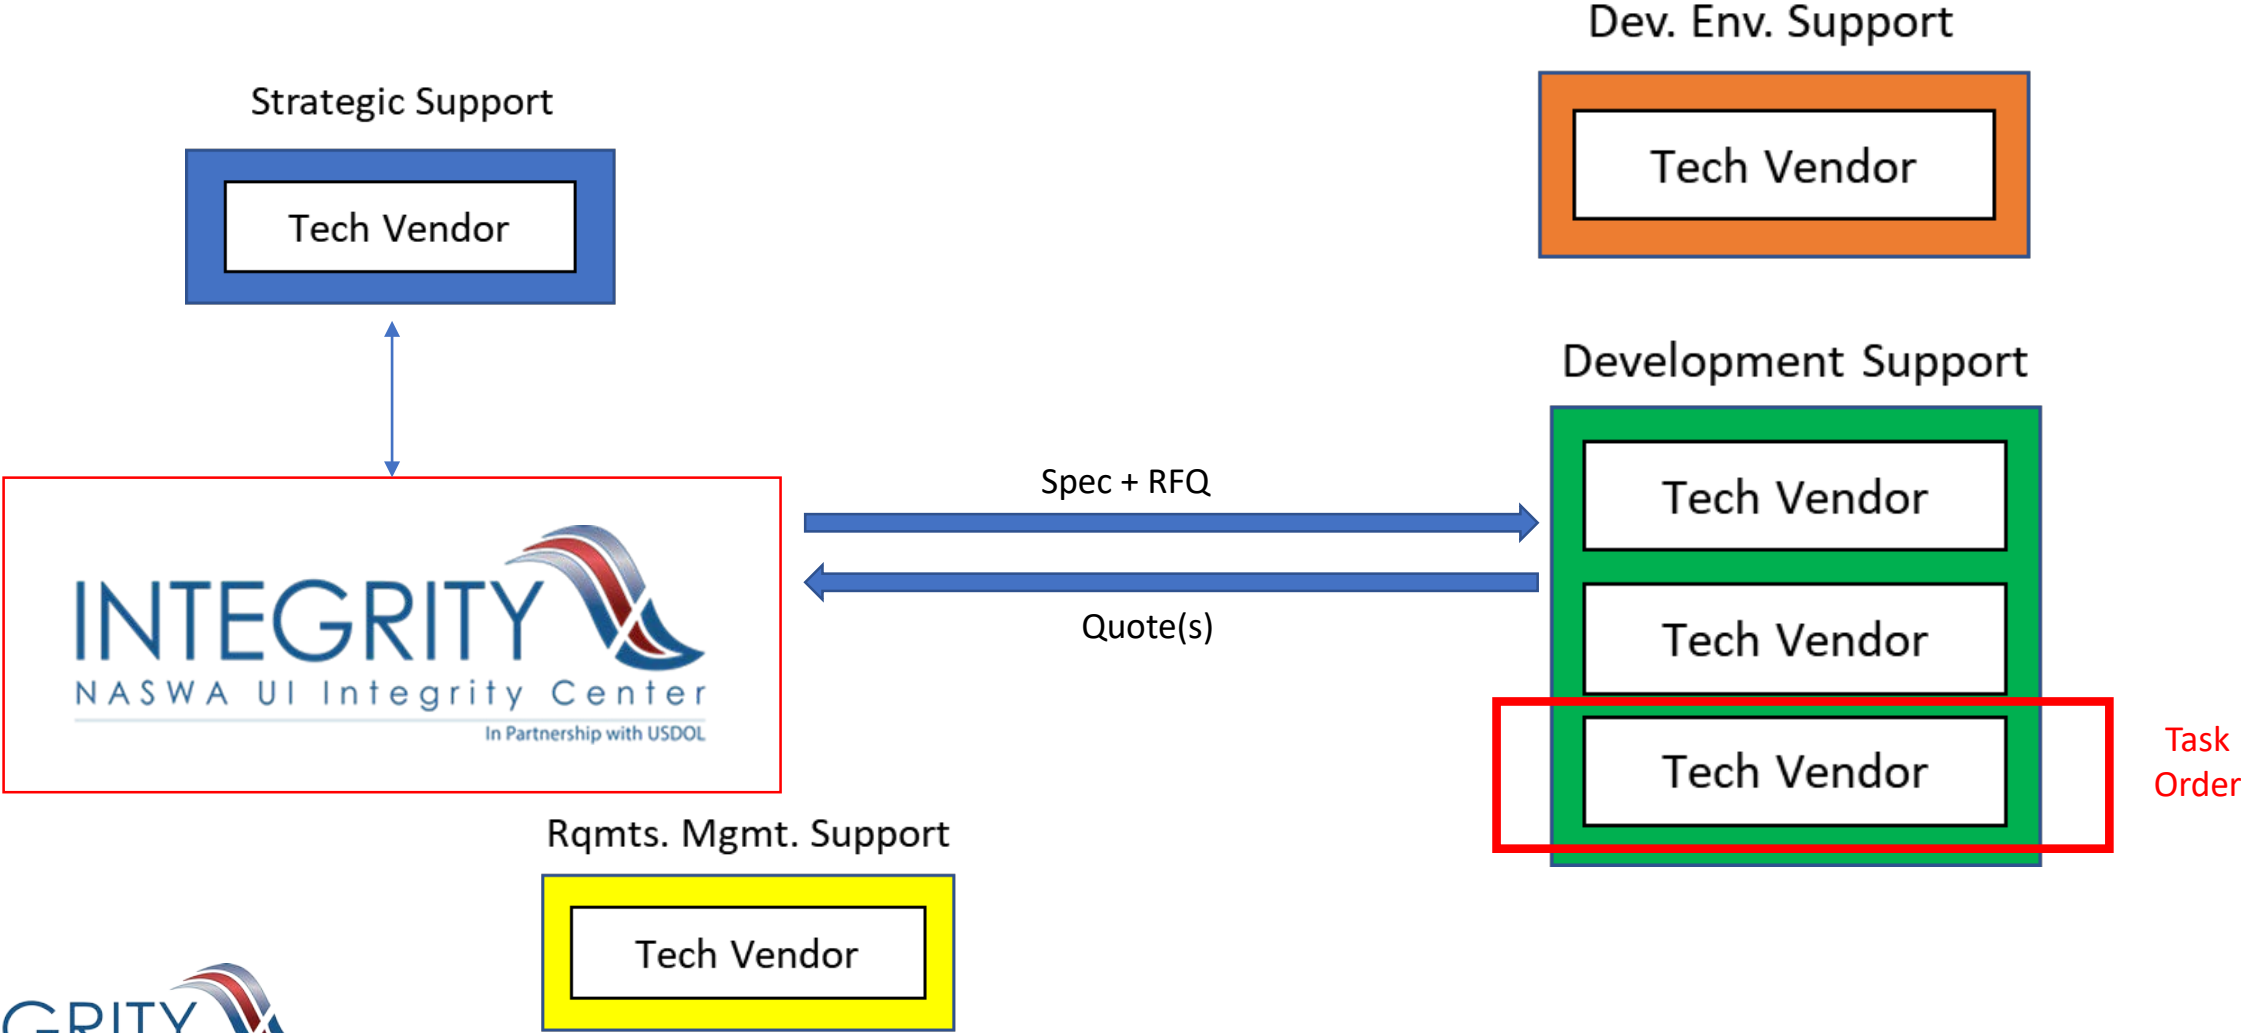 Dev. Env. Support
Tech Vendor
Strategic Support
Tech Vendor
Development Support
Tech Vendor
Tech Vendor
Tech Vendor
Task
Order
Spec + RFQ
Quote(s)
INTEGRITY
NASWA UI Integrity Center
In Partnership with USDOL
Rqmts. Mgmt. Support
Tech Vendor
GRITY